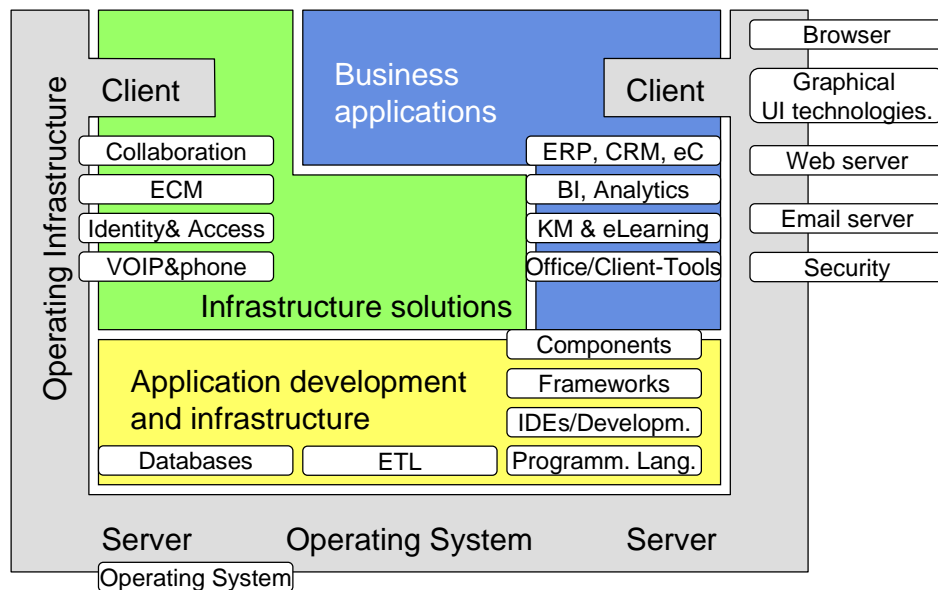 Browser
Graphical
UI technologies.
Web server
Email server
Security
Operating Infrastructure
Client
Collaboration
ECM
Identity& Access
VOIP&phone
Infrastructure solutions
Business
applications
Client
ERP, CRM, eC
BI, Analytics
KM & eLearning
Office/Client-Tools
Application development
and infrastructure
Components
Frameworks
IDEs/Developm.
Databases
ETL
Programm. Lang.
Server
Operating System
Server
Operating System